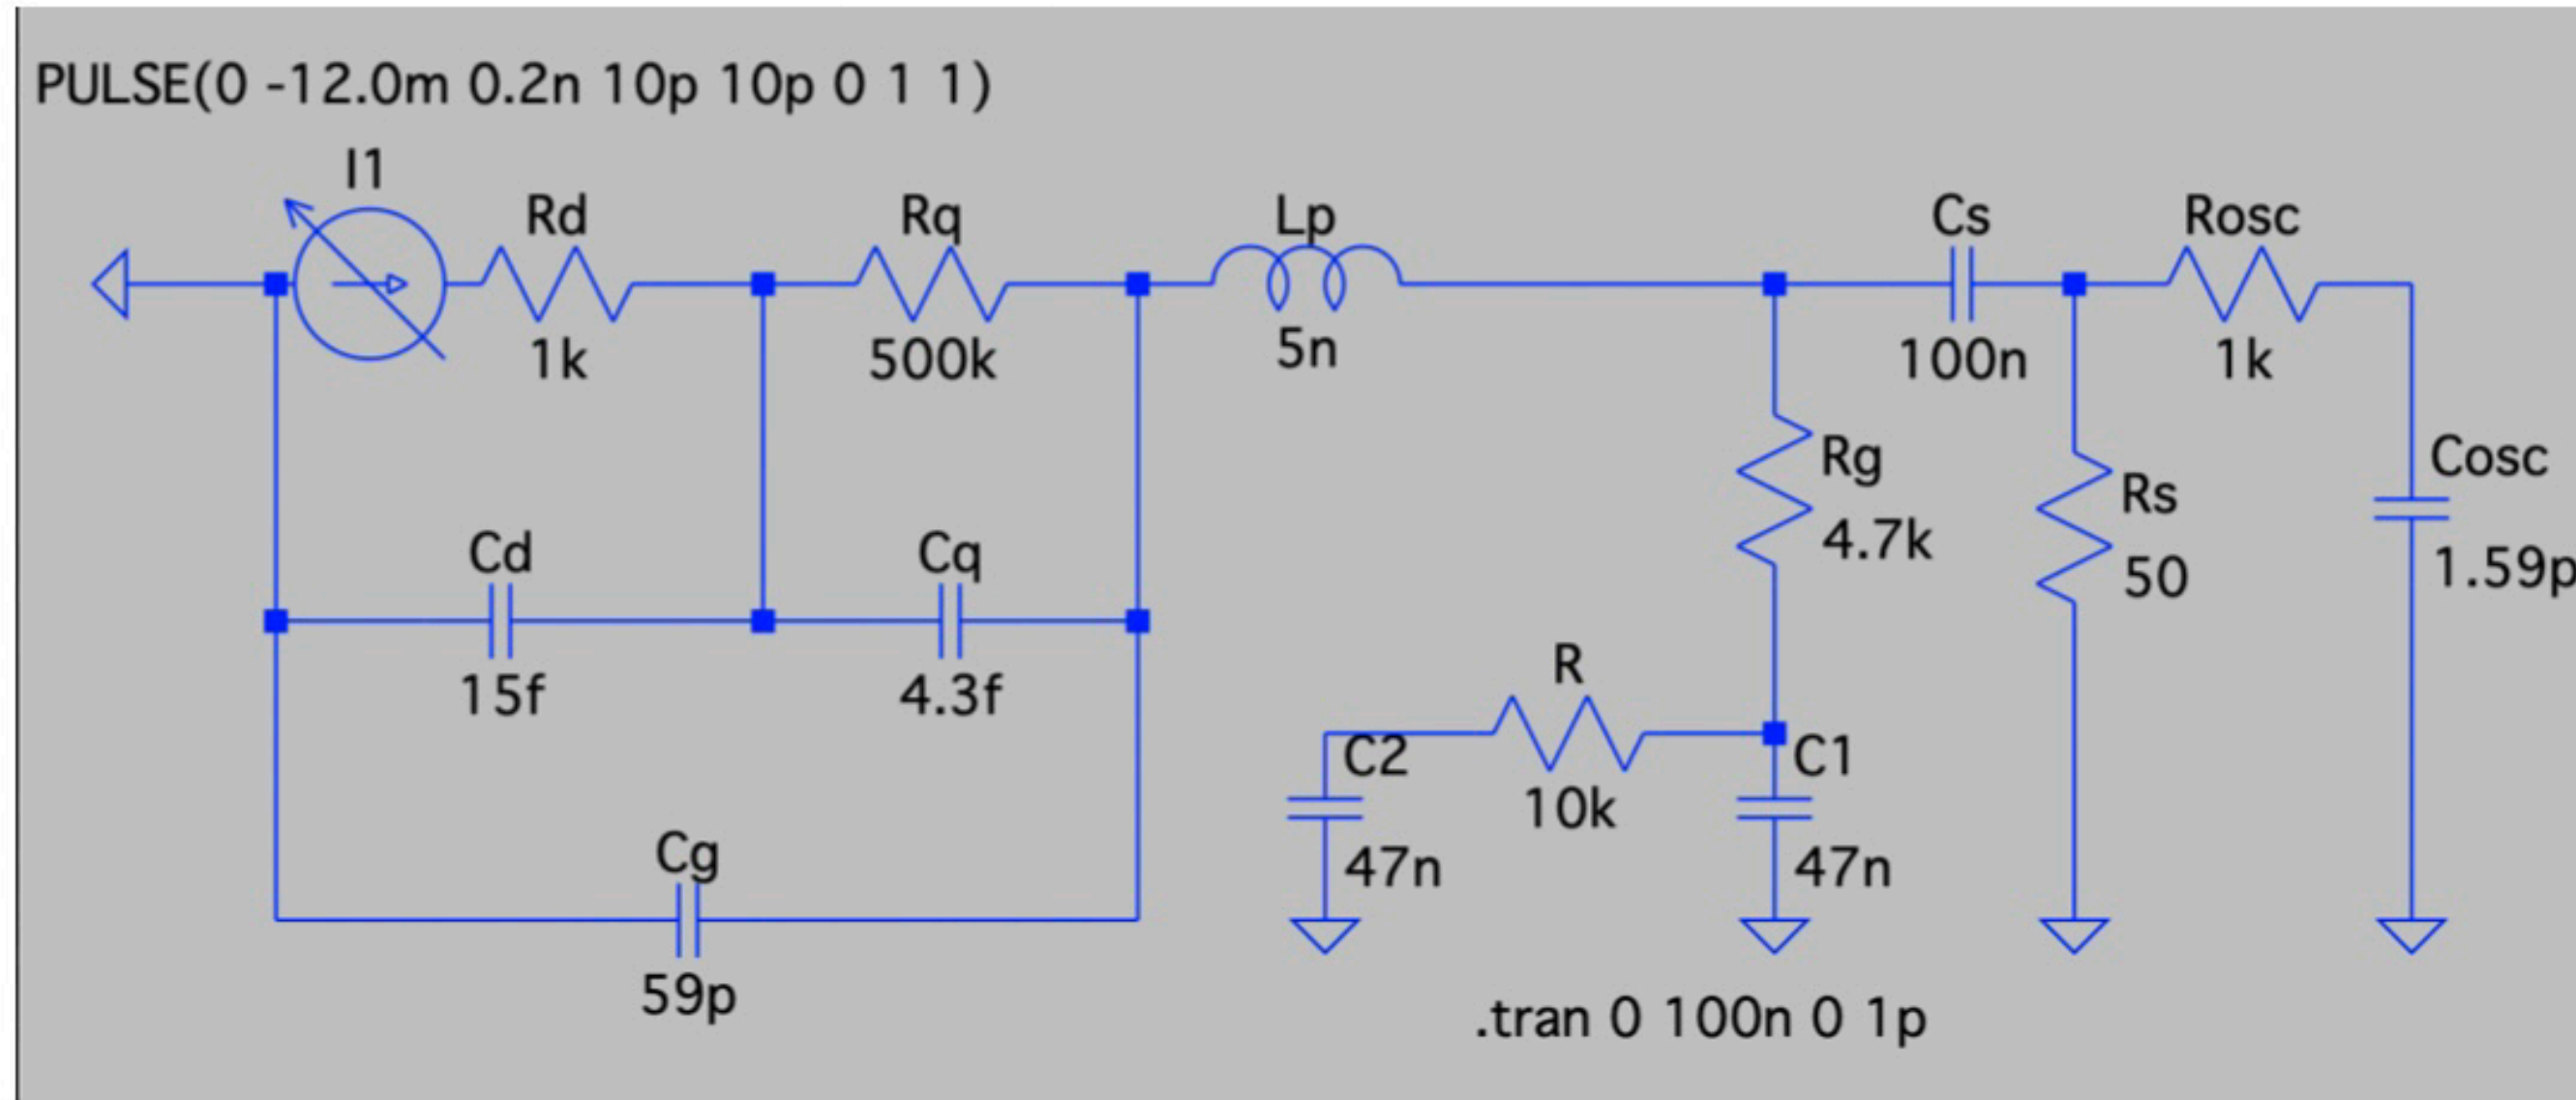 PULSE(0 -12.0m 0.2n 10p 10p 0 1 1)
I1
Rd
Rq
Lp
Cs
Rosc
1k
500k
5n
100n
1k
Rg
4.7k
Rs
50
Cosc
1.59p
Cd
15f
Cq
4.3f
R
10k
C2
47n
C1
47n
Cg
59p
.tran 0 100n 0 1p